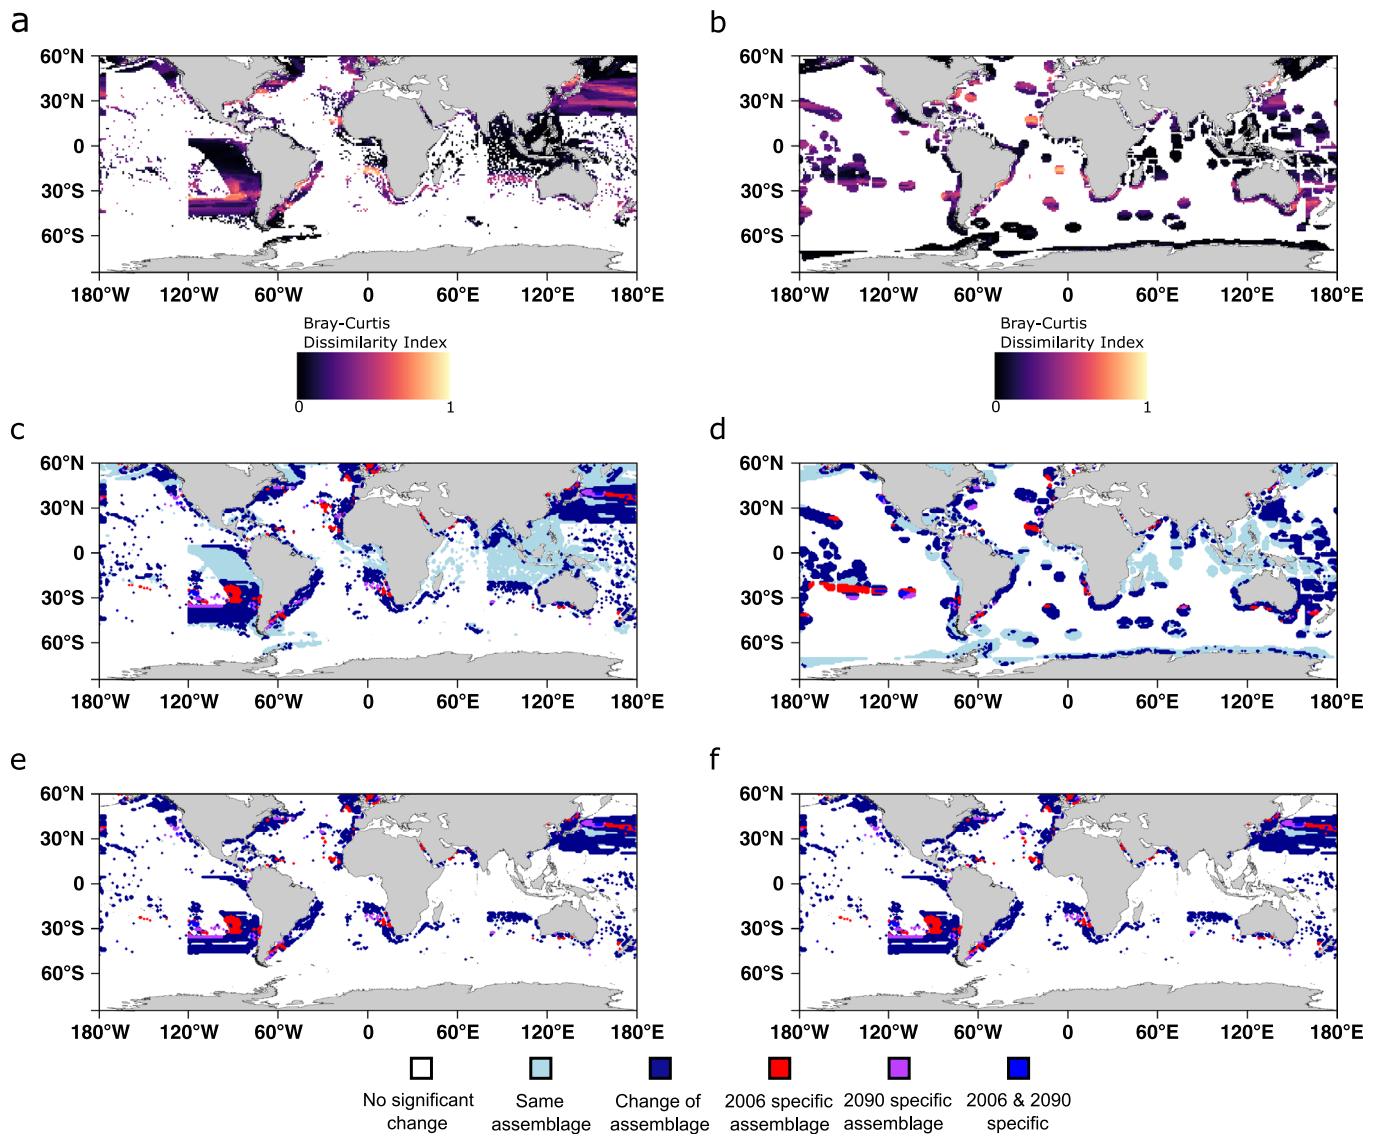 a
b
60°N
30°N
0
30°S
60°S
180°W
120°W
60°W
0
60°E
120°E
180°E
60°N
30°N
0
30°S
60°S
180°W
120°W
60°W
0
60°E
120°E
180°E
Bray-Curtis
Dissimilarity Index
0
1
Bray-Curtis
Dissimilarity Index
0
1
c
d
60°N
30°N
0
30°S
60°S
180°W
120°W
60°W
0
60°E
120°E
180°E
60°N
30°N
0
30°S
60°S
180°W
120°W
60°W
0
60°E
120°E
180°E
e
f
60°N
30°N
0
30°S
60°S
180°W
120°W
60°W
0
60°E
120°E
180°E
60°N
30°N
0
30°S
60°S
180°W
120°W
60°W
0
60°E
120°E
180°E
No significant
change
Same
assemblage
Change of
assemblage
2006 specific
assemblage
2090 specific
assemblage
2006 & 2090
specific